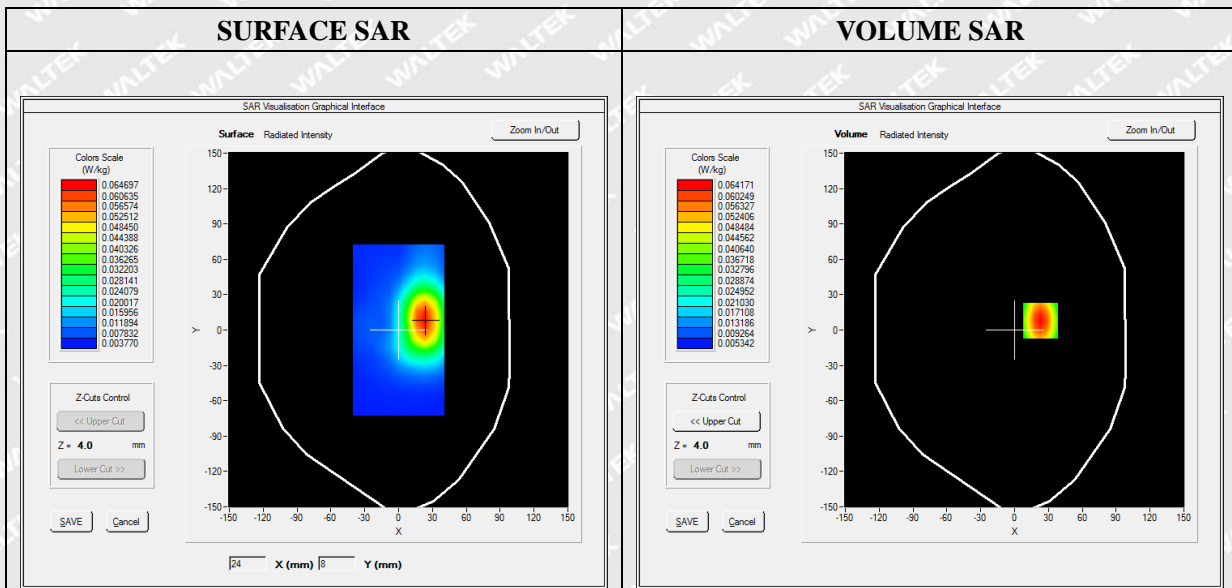 SURFACE SAR
VOLUME SAR
SAR Visualisation Graphical Interface
Surface Radiated Intensity
Zoom In/Out
Colors Scale
(W/kg)
0.064697
0.060635
0.056574
0.052512
0.048450
0.044388
0.040326
0.036265
0.032203
0.028141
0.024079
0.020017
0.015956
0.011894
0.007832
0.003770
Z-Cuts Control
<< Upper Cut
Z = 4.0 mm
Lower Cut >>
SAVE Cancel
150
120
90
60
30
0
-30
-60
-90
-120
-150
Y
-150 -120 -90 -60 -30 0 30 60 90 120 150
X
24 X (mm) 8 Y (mm)
SAR Visualisation Graphical Interface
Volume Radiated Intensity
Zoom In/Out
Colors Scale
(W/kg)
0.064171
0.060249
0.056327
0.052406
0.048484
0.044562
0.040640
0.036718
0.032796
0.028874
0.024952
0.021030
0.017108
0.013186
0.009264
0.005342
Z-Cuts Control
<< Upper Cut
Z = 4.0 mm
Lower Cut >>
SAVE Cancel
150
120
90
60
30
0
-30
-60
-90
-120
-150
Y
-150 -120 -90 -60 -30 0 30 60 90 120 150
X
WALTEK